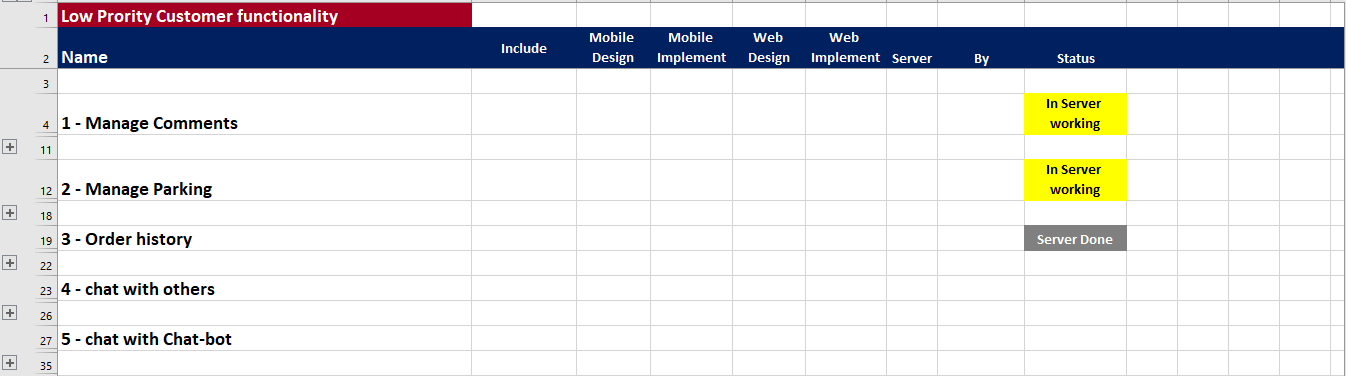 1 Low Prority Customer functionality
2 Name Include Mobile Design Mobile Implement Web Design Web Implement Server By Status
3
4 1 - Manage Comments In Server working
11
12 2 - Manage Parking In Server working
18
19 3 - Order history Server Done
22
23 4 - chat with others
26
27 5 - chat with Chat-bot
35